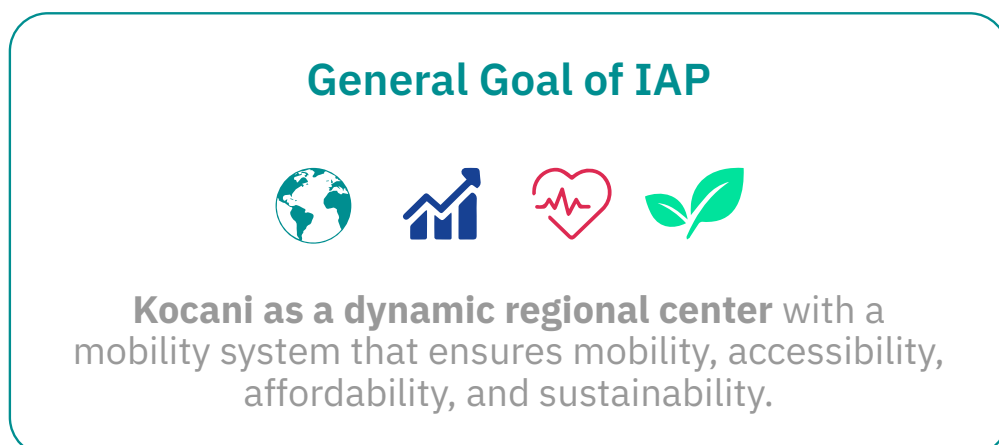 General Goal of IAP
Kocani as a dynamic regional center with a
mobility system that ensures mobility, accessibility,
affordability, and sustainability.